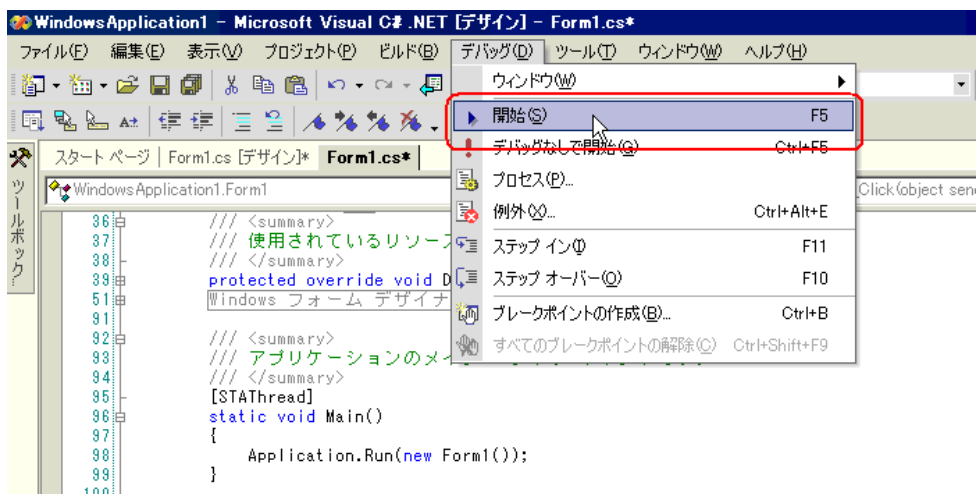 WindowsApplication1 - Microsoft Visual C# .NET [デザイン] - Form1.cs*
ファイル(F) 編集(E) 表示(V) プロジェクト(P) ビルド(B) デバッグ(D) ツール(T) ウィンドウ(W) ヘルプ(H)
ウィンドウ(W)
開始(S) F5
デバッグなしで開始(G) Ctrl+F5
プロセス(P)...
例外(X)... Ctrl+Alt+E
ステップ イン(I) F11
ステップ オーバー(O) F10
ブレークポイントの作成(B)... Ctrl+B
すべてのブレークポイントの解除(C) Ctrl+Shift+F9
スタート ページ Form1.cs [デザイン]* Form1.cs*
ツールボックス
WindowsApplication1.Form1
_Click(object sen
36 /// <summary>
37 /// 使用されているリソース
38 /// </summary>
39 protected override void D
51 Windows フォーム デザイナ
91
92 /// <summary>
93 /// アプリケーションのメイ
94 /// </summary>
95 [STAThread]
96 static void Main()
97 {
98 Application.Run(new Form1());
99 }
100